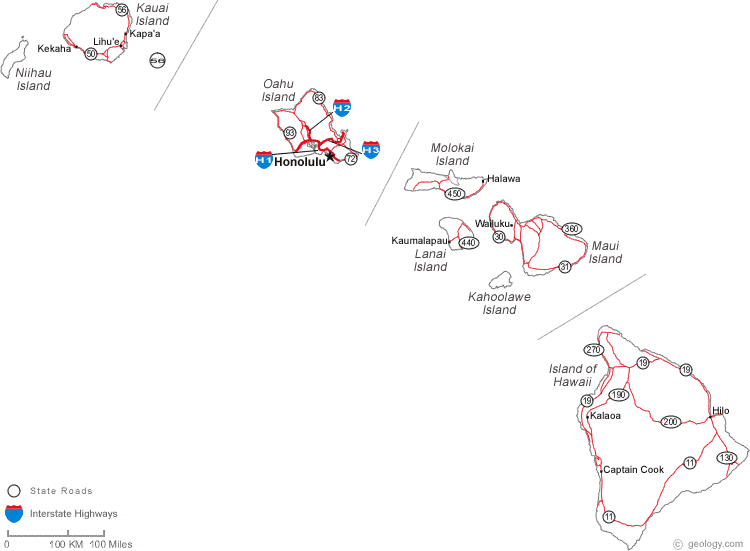 Kauai
Island
56
Kapa'a
Lihu'e
Kekaha
50
56
Niihau
Island
Oahu
Island
83
H2
93
H3
H1
Honolulu
72
Molokai
Island
Halawa
450
Wailuku
360
30
Kaumalapau
440
Lanai
Island
Maui
Island
31
Kahoolawe
Island
270
19
19
Island of
Hawaii
190
19
Kalaoa
Hilo
200
130
11
Captain Cook
11
State Roads
Interstate Highways
0 100 KM 100 Miles
© geology.com